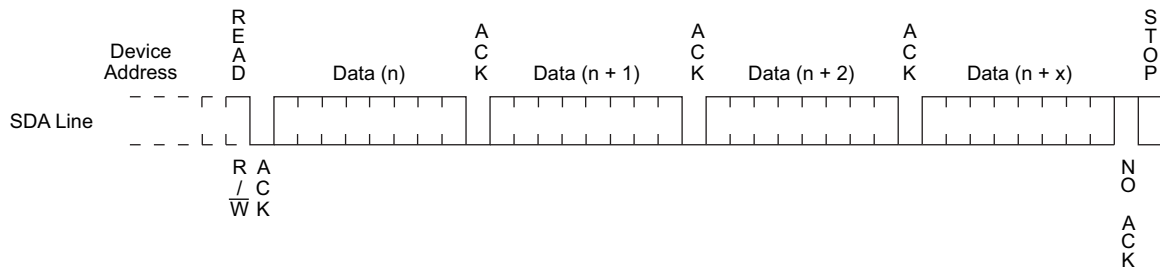 READ
ACK
ACK
ACK
STOP
Device
Address
Data (n)
Data (n + 1)
Data (n + 2)
Data (n + x)
SDA Line
R/W
ACK
NO ACK